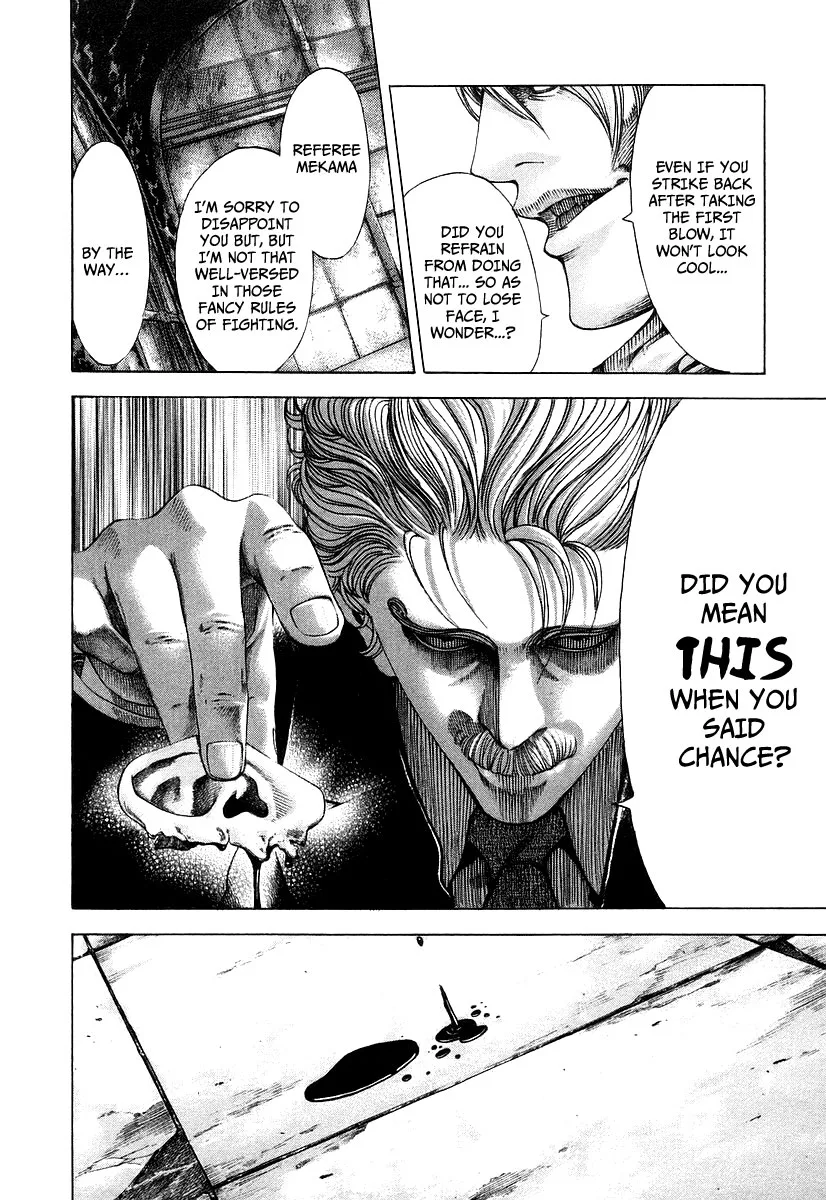 EVEN IF YOU
STRIKE BACK
AFTER TAKING
THE FIRST
BLOW, IT
WON'T LOOK
COOL...
DID YOU
REFRAIN
FROM DOING
THAT... SO AS
NOT TO LOSE
FACE, I
WONDER...?
REFEREE
MEKAMA
I'M SORRY TO
DISAPPOINT
YOU BUT, BUT
I'M NOT THAT
WELL-VERSED
IN THOSE
FANCY RULES
OF FIGHTING.
BY THE
WAY...
DID YOU
MEAN
THIS
WHEN YOU
SAID
CHANCE?